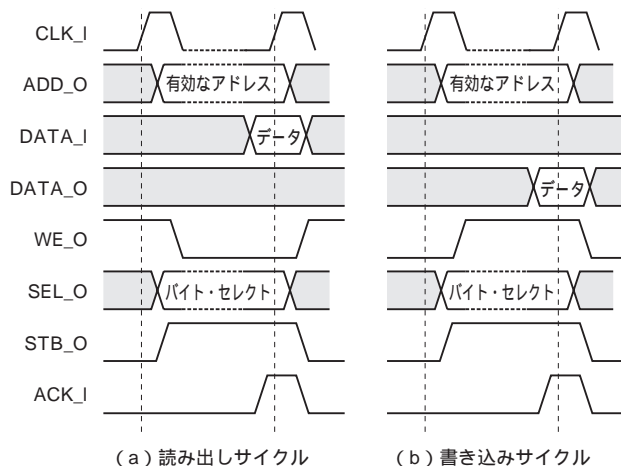 CLK_I
ADD_O 有効なアドレス 有効なアドレス
DATA_I データ
DATA_O データ
WE_O
SEL_O バイト・セレクト バイト・セレクト
STB_O
ACK_I
(a)読み出しサイクル (b)書き込みサイクル